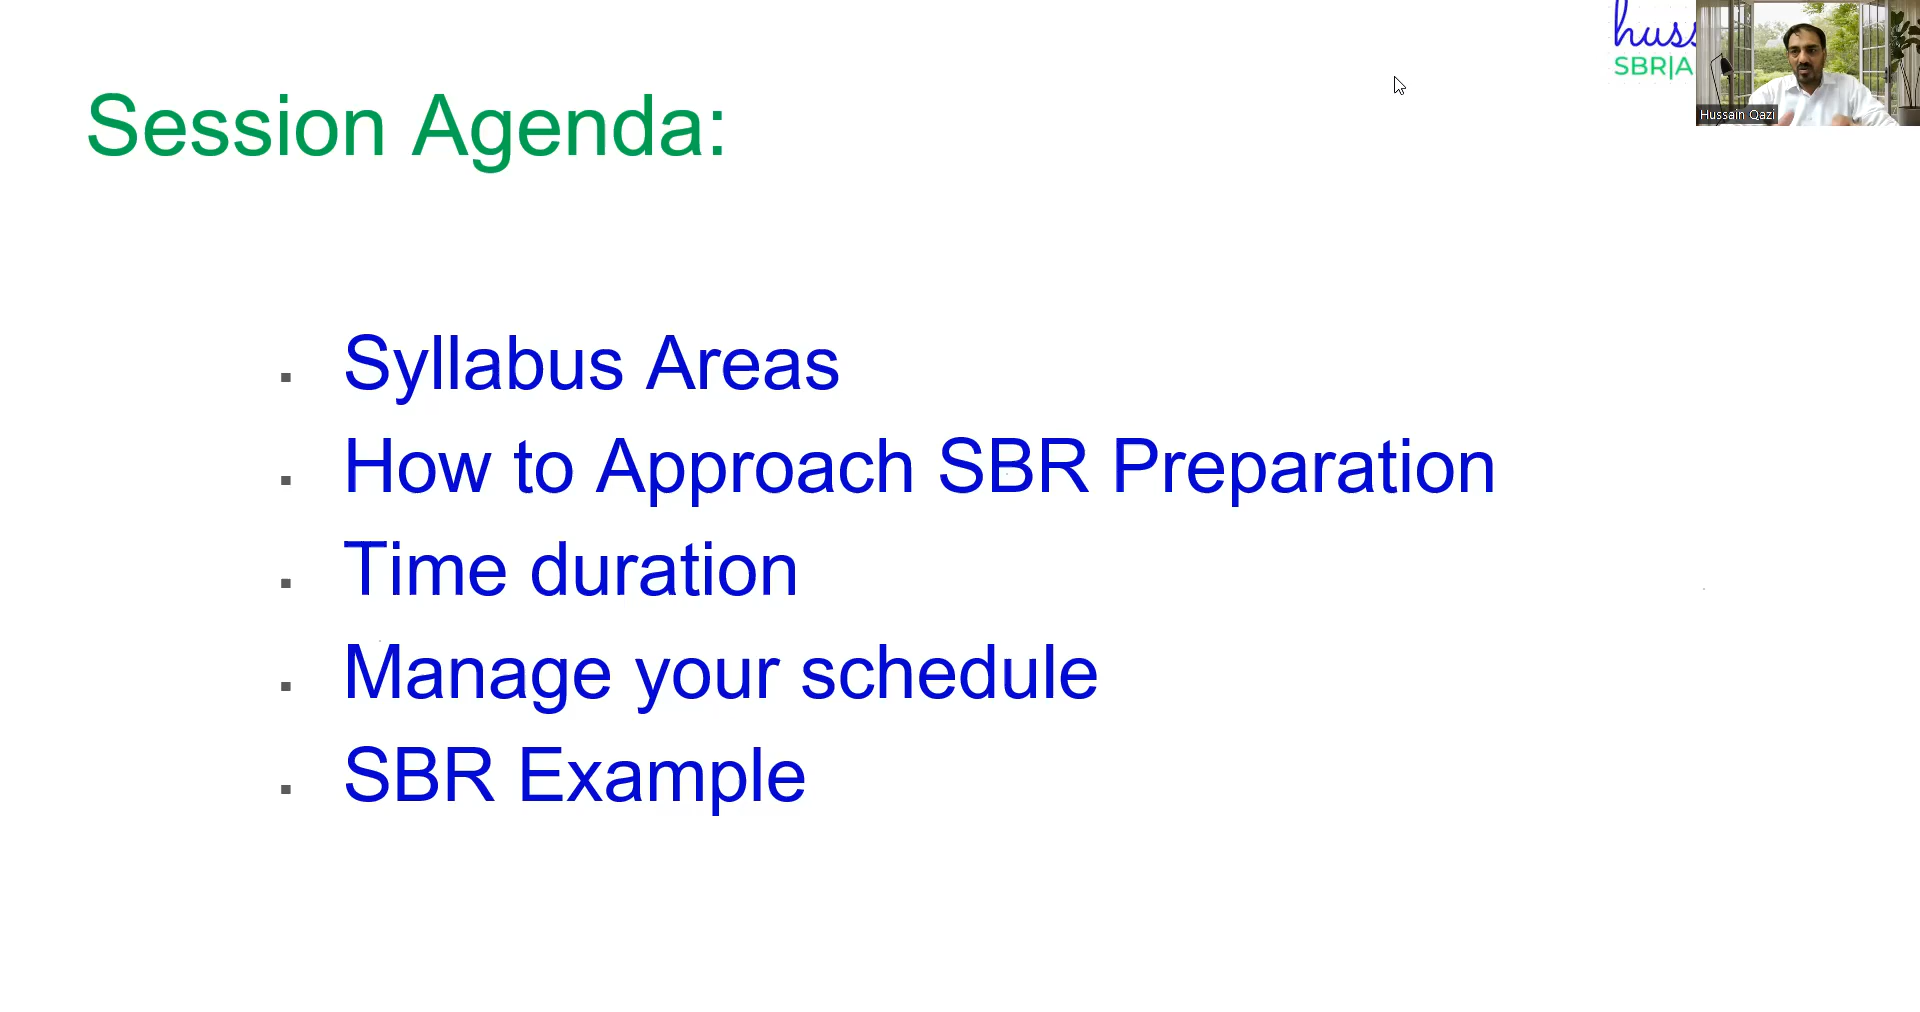 SBR|A
Hussain Qazi
Session Agenda:
Syllabus Areas
How to Approach SBR Preparation
Time duration
Manage your schedule
SBR Example